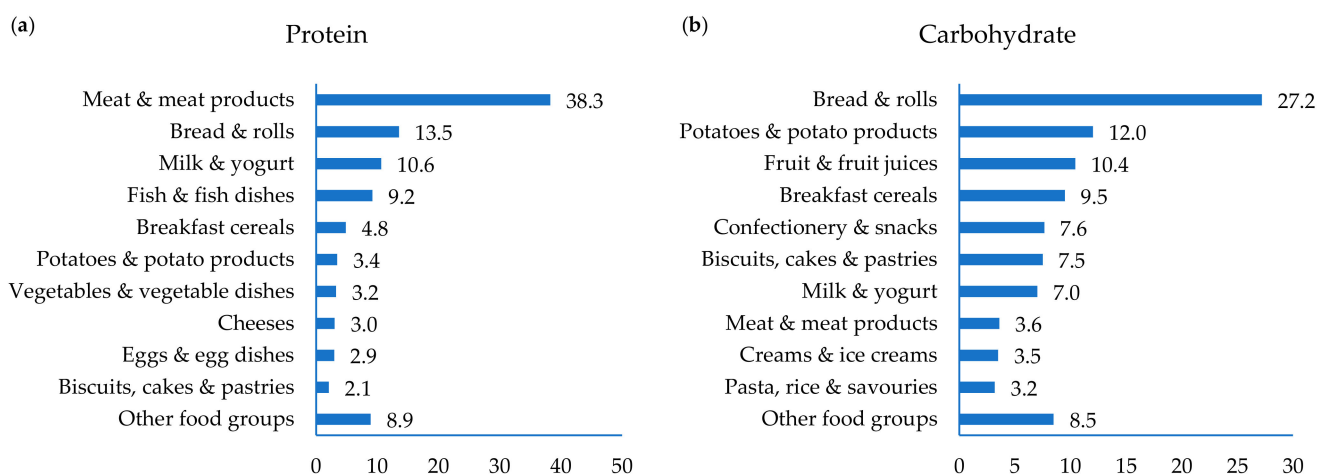 (a)
Protein
Meat & meat products 38.3
Bread & rolls 13.5
Milk & yogurt 10.6
Fish & fish dishes 9.2
Breakfast cereals 4.8
Potatoes & potato products 3.4
Vegetables & vegetable dishes 3.2
Cheeses 3.0
Eggs & egg dishes 2.9
Biscuits, cakes & pastries 2.1
Other food groups 8.9
0 10 20 30 40 50
(b)
Carbohydrate
Bread & rolls 27.2
Potatoes & potato products 12.0
Fruit & fruit juices 10.4
Breakfast cereals 9.5
Confectionery & snacks 7.6
Biscuits, cakes & pastries 7.5
Milk & yogurt 7.0
Meat & meat products 3.6
Creams & ice creams 3.5
Pasta, rice & savouries 3.2
Other food groups 8.5
0 5 10 15 20 25 30